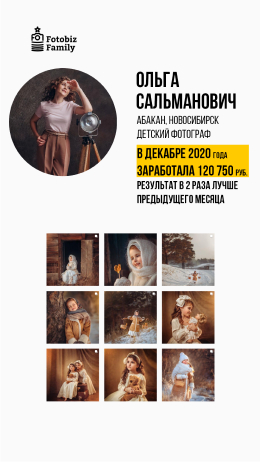 Fotobiz
Family
ОЛЬГА
САЛЬМАНОВИЧ
АБАКАН, НОВОСИБИРСК
ДЕТСКИЙ ФОТОГРАФ
В ДЕКАБРЕ 2020 ГОДА
ЗАРАБОТАЛА 120 750 РУБ.
РЕЗУЛЬТАТ В 2 РАЗА ЛУЧШЕ
ПРЕДЫДУЩЕГО МЕСЯЦА